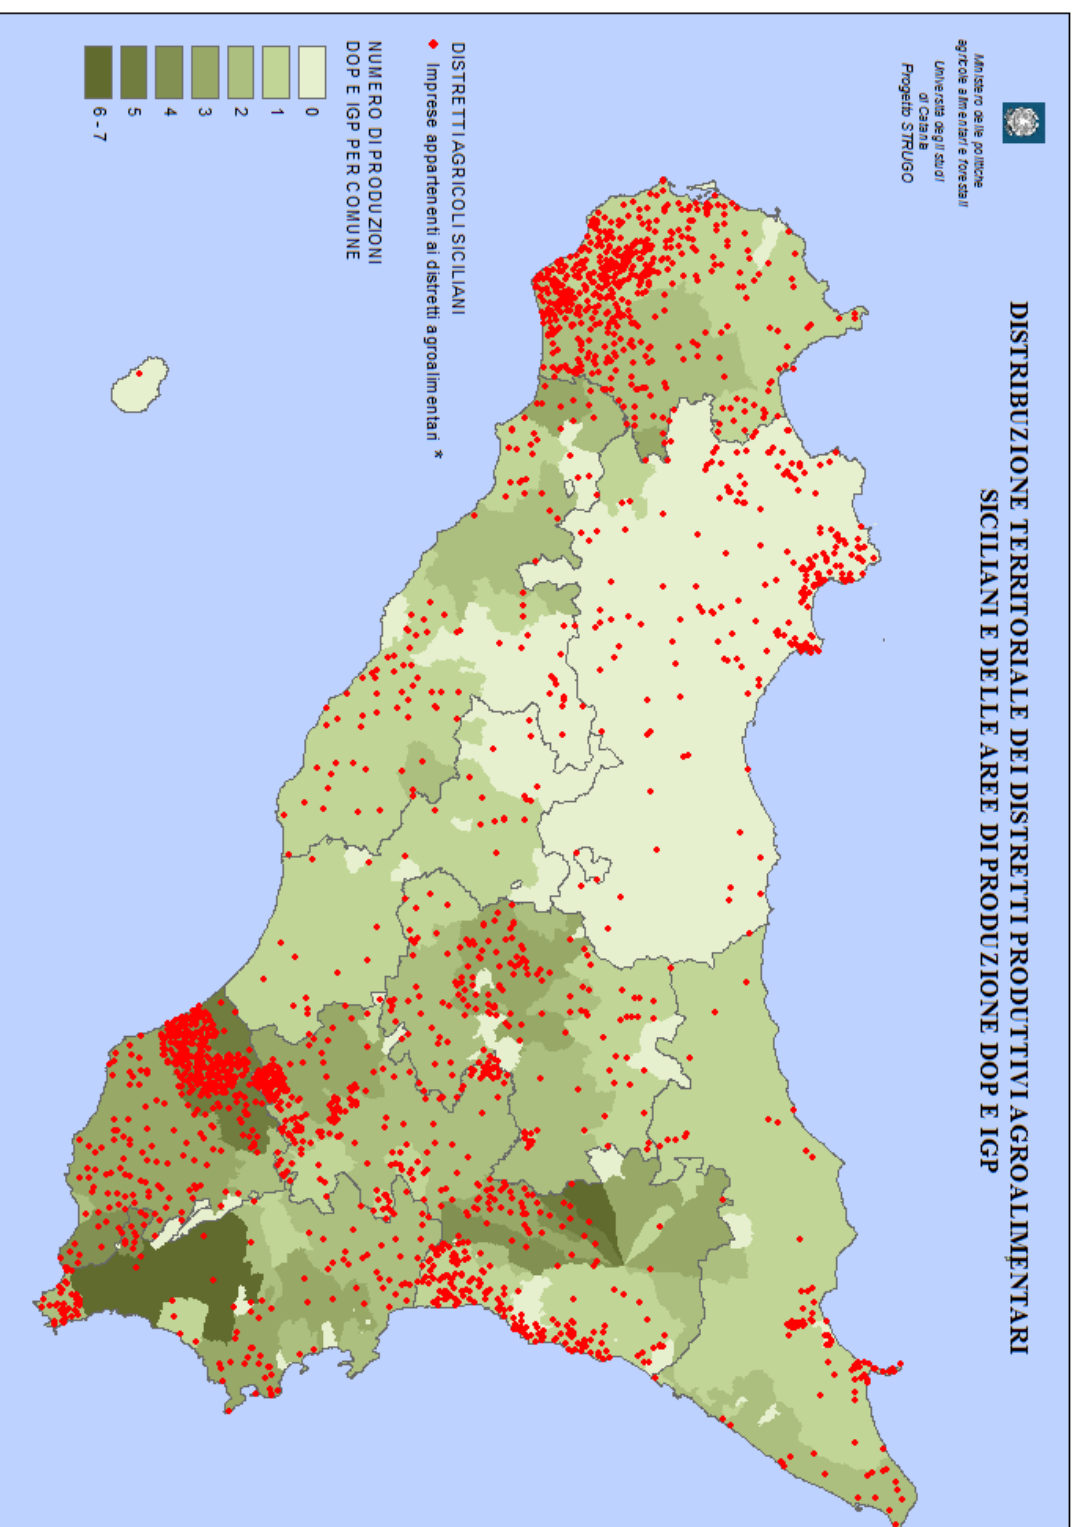 DISTRIBUZIONE TERRITORIALE DEI DISTRETTI PRODUTTIVI AGROALIMENTARI
SICILIANI E DELLE AREE DI PRODUZIONE DOP E IGP
Ministero delle politiche
agricole alimentari e forestali
Università degli studi
di Catania
Progetto STRUGO
DISTRETTI AGRICOLI SICILIANI
Imprese appartenenti ai distretti agroalimentari *
NUMERO DI PRODUZIONI
DOP E IGP PER COMUNE
0
1
2
3
4
5
6 - 7